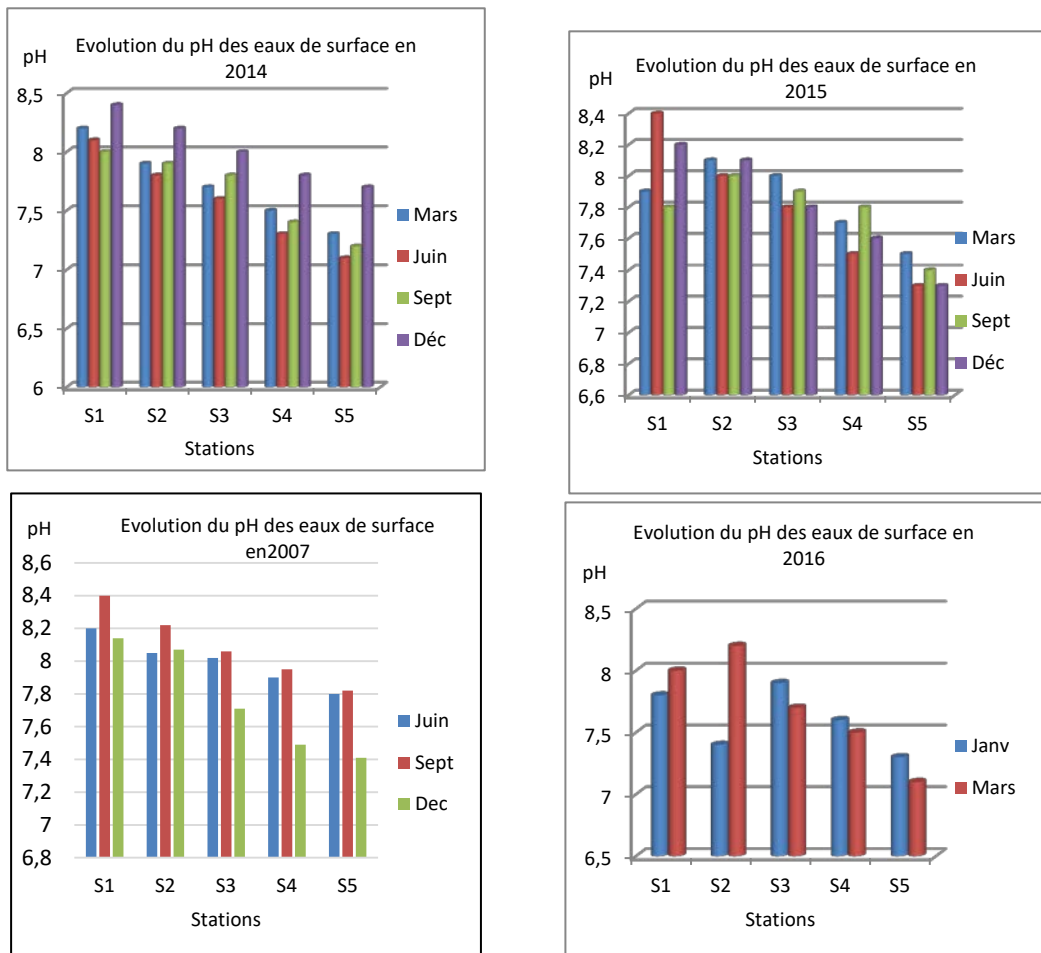 Evolution du pH des eaux de surface en
2014
pH
8,5
8
7,5
7
6,5
6
S1 S2 S3 S4 S5
Stations
Mars
Juin
Sept
Déc
Evolution du pH des eaux de surface en
2015
pH
8,4
8,2
8
7,8
7,6
7,4
7,2
7
6,8
6,6
S1 S2 S3 S4 S5
Stations
Mars
Juin
Sept
Déc
Evolution du pH des eaux de surface
en2007
pH
8,6
8,4
8,2
8
7,8
7,6
7,4
7,2
7
6,8
S1 S2 S3 S4 S5
Stations
Juin
Sept
Dec
Evolution du pH des eaux de surface en
2016
pH
8,5
8
7,5
7
6,5
S1 S2 S3 S4 S5
Stations
Janv
Mars